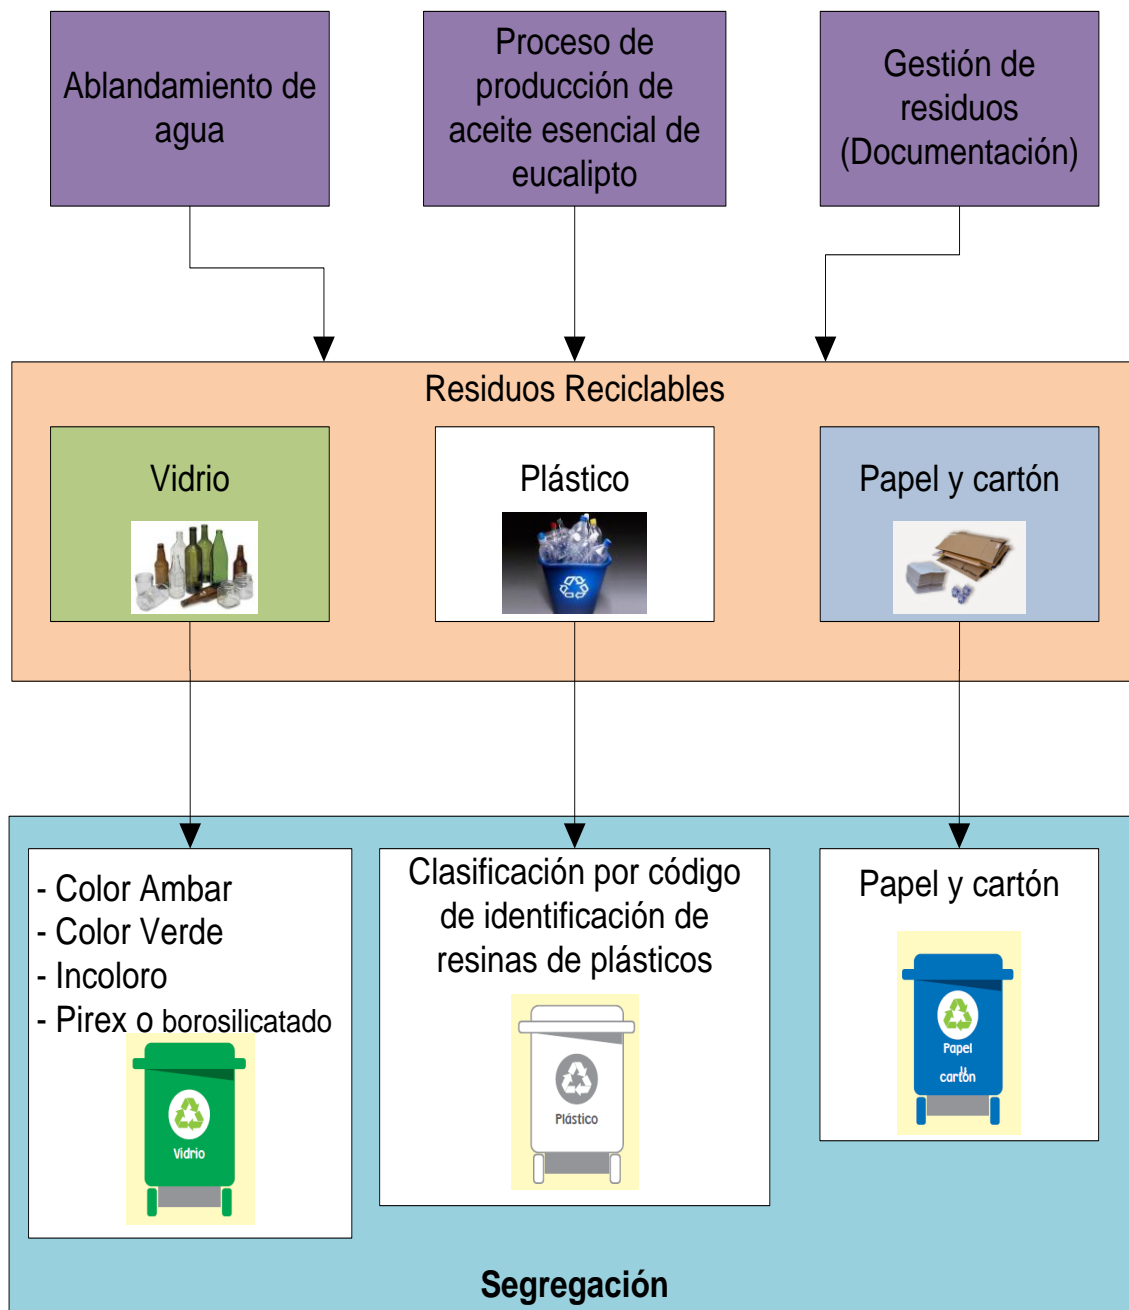 Ablandamiento de
agua
Proceso de
producción de
aceite esencial de
eucalipto
Gestión de
residuos
(Documentación)
Residuos Reciclables
Vidrio
Plástico
Papel y cartón
- Color Ambar
- Color Verde
- Incoloro
- Pirex o borosilicatado
Vidrio
Clasificación por código
de identificación de
resinas de plásticos
Plástico
Papel y cartón
Papel
cartón
Segregación